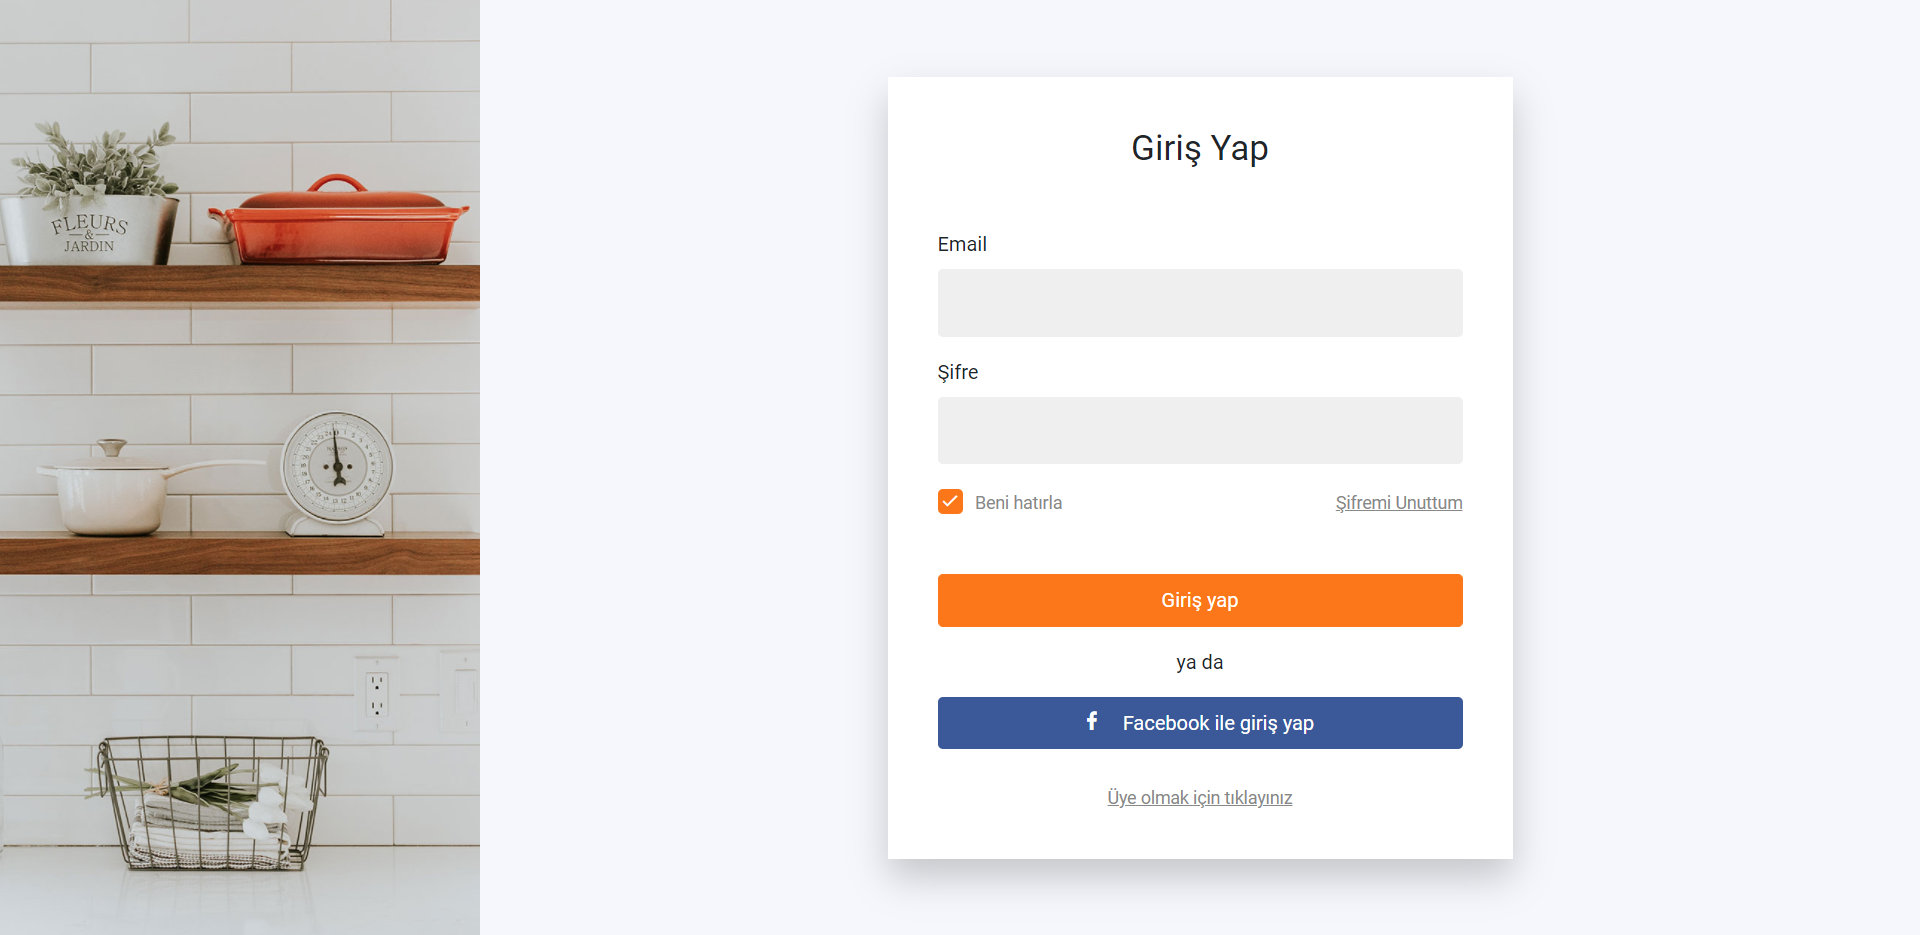 FLEURS
&
JARDIN
Giriş Yap
Email
Şifre
Beni hatırla
Şifremi Unuttum
Giriş yap
ya da
Facebook ile giriş yap
Üye olmak için tıklayınız